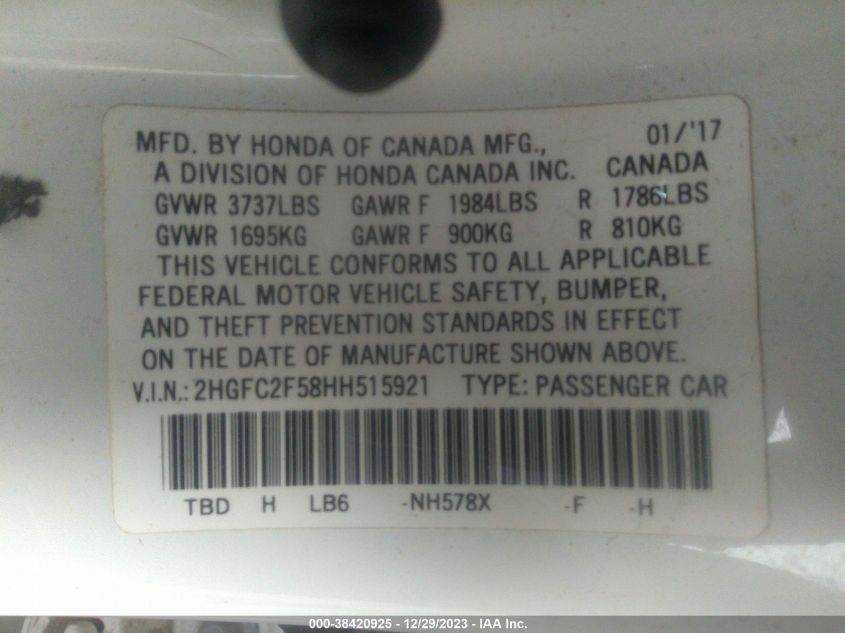 MFD. BY HONDA OF CANADA MFG., 01/'17
A DIVISION OF HONDA CANADA INC. CANADA
GVWR 3737LBS GAWR F 1984LBS R 1786LBS
GVWR 1695KG GAWR F 900KG R 810KG
THIS VEHICLE CONFORMS TO ALL APPLICABLE
FEDERAL MOTOR VEHICLE SAFETY, BUMPER,
AND THEFT PREVENTION STANDARDS IN EFFECT
ON THE DATE OF MANUFACTURE SHOWN ABOVE.
V.I.N.: 2HGFC2F58HH515921 TYPE: PASSENGER CAR
TBD H LB6 -NH578X -F -H
000-38420925 - 12/29/2023 - IAA Inc.